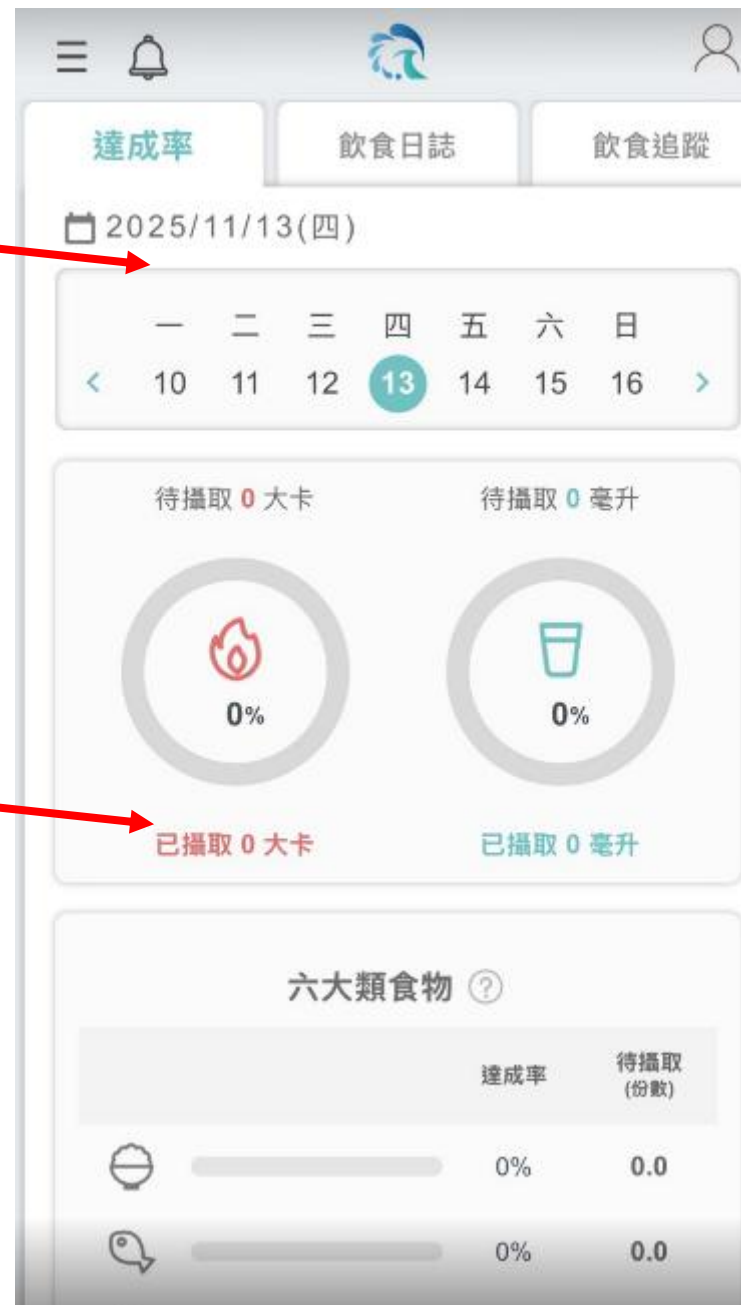 達成率 飲食日誌 飲食追蹤
2025/11/13(四)
一 二 三 四 五 六 日
< 10 11 12 13 14 15 16 >
待攝取 0 大卡 待攝取 0 毫升
0% 0%
已攝取 0 大卡 已攝取 0 毫升
六大類食物 ?
達成率 待攝取
(份數)
0% 0.0
0% 0.0